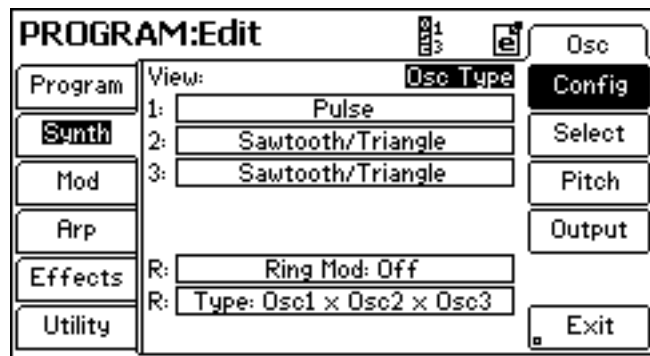 PROGRAM:Edit
Osc
Program
Synth
Mod
Arp
Effects
Utility
View: Osc Type
1: Pulse
2: Sawtooth/Triangle
3: Sawtooth/Triangle
R: Ring Mod: Off
R: Type: Osc1 x Osc2 x Osc3
Config
Select
Pitch
Output
Exit